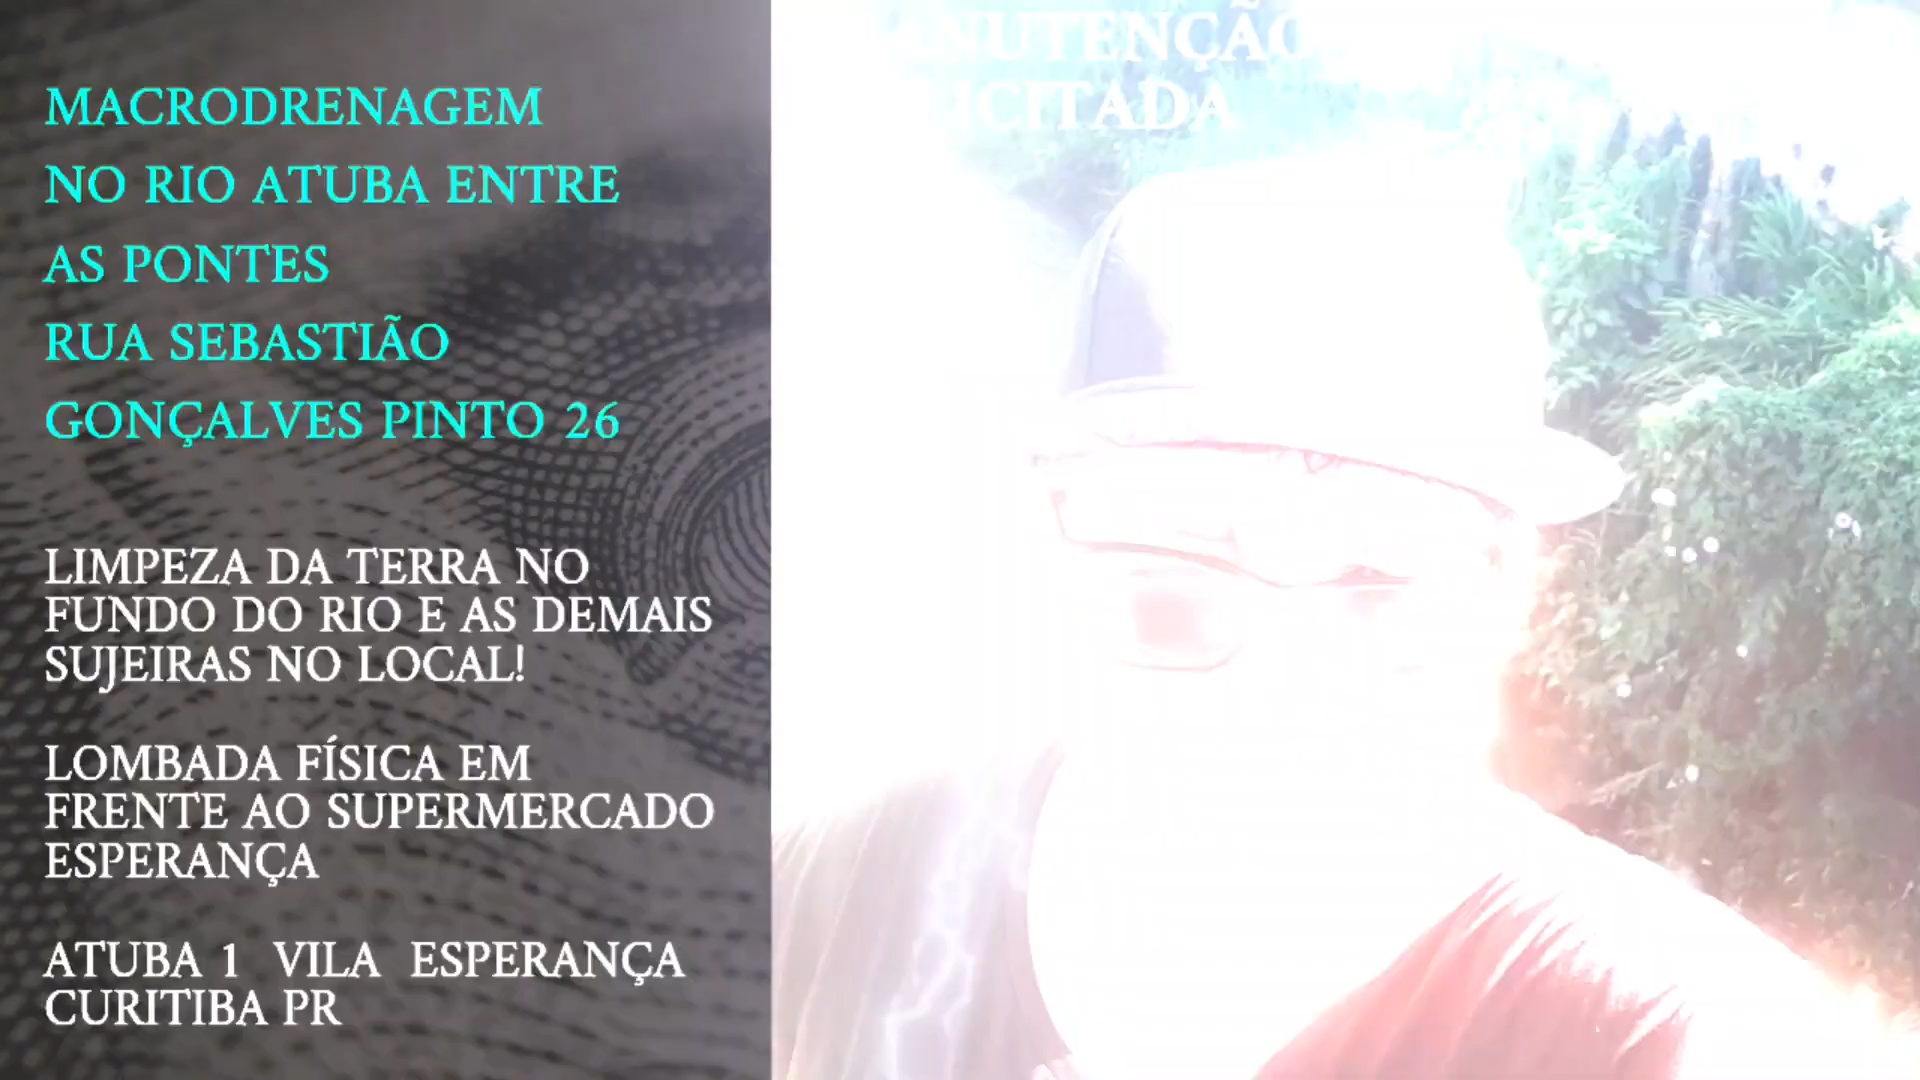 MACRODRENAGEM
NO RIO ATUBA ENTRE
AS PONTES
RUA SEBASTIÃO
GONÇALVES PINTO 26
LIMPEZA DA TERRA NO
FUNDO DO RIO E AS DEMAIS
SUJEIRAS NO LOCAL!
LOMBADA FÍSICA EM
FRENTE AO SUPERMERCADO
ESPERANÇA
ATUBA 1 VILA ESPERANÇA
CURITIBA PR